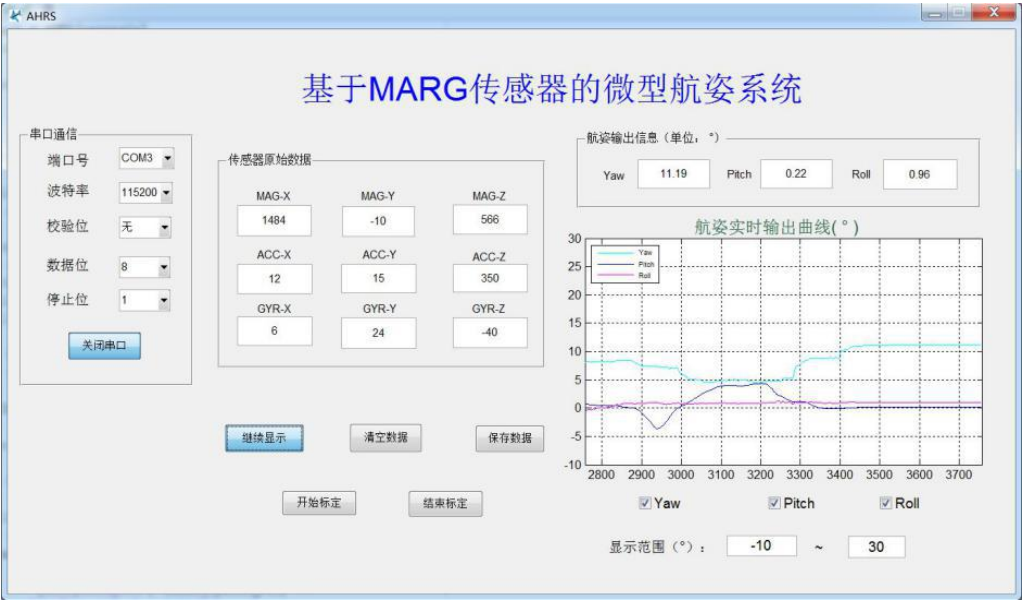 AHRS
基于MARG传感器的微型航姿系统
串口通信
端口号 COM3
波特率 115200
校验位 无
数据位 8
停止位 1
关闭串口
传感器原始数据
MAG-X MAG-Y MAG-Z
1484 -10 566
ACC-X ACC-Y ACC-Z
12 15 350
GYR-X GYR-Y GYR-Z
6 24 -40
继续显示 清空数据 保存数据
开始标定 结束标定
航姿输出信息（单位：°）
Yaw 11.19 Pitch 0.22 Roll 0.96
航姿实时输出曲线(°)
30
25
20
15
10
5
0
-5
-10
Yaw
Pitch
Roll
2800 2900 3000 3100 3200 3300 3400 3500 3600 3700
Yaw Pitch Roll
显示范围（°）： -10 ~ 30